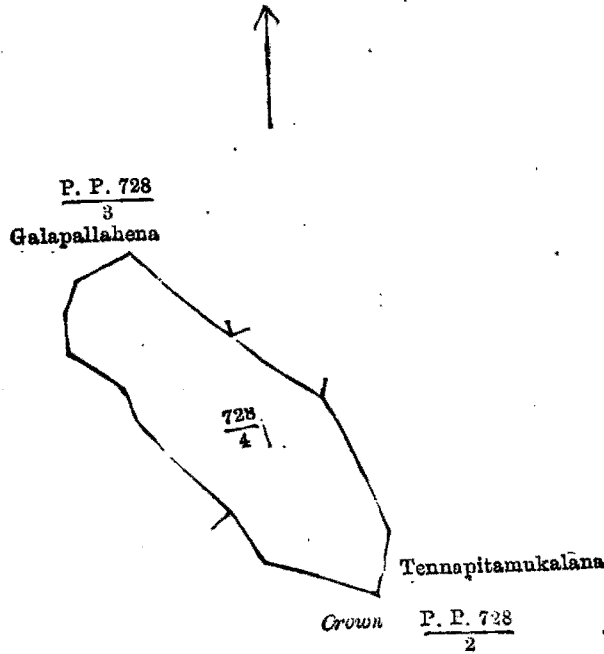 P. P. 728
3
Galapallahena
728
4
Tennapitamukalāna
Crown P. P. 728
2